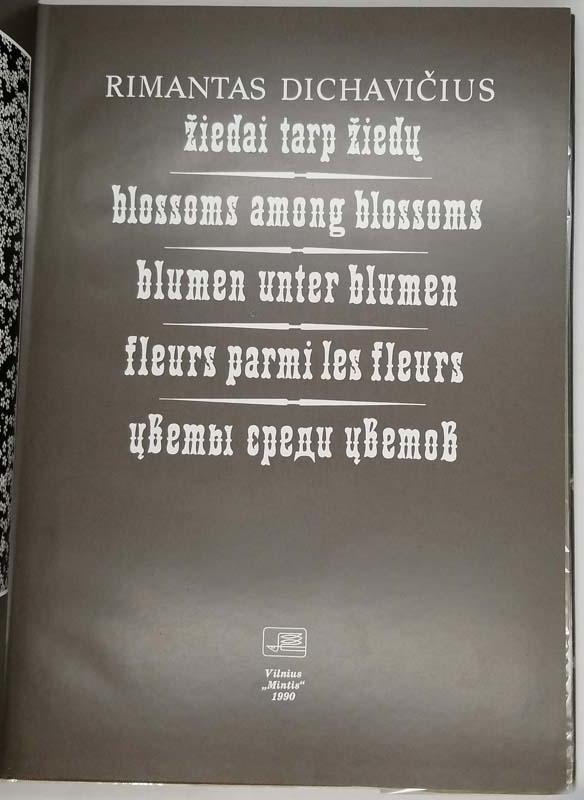 RIMANTAS DICHAVIČIUS
žiedai tarp žiedų
blossoms among blossoms
blumen unter blumen
fleurs parmi les fleurs
цветы среди цветов
Vilnius
„Mintis“
1990